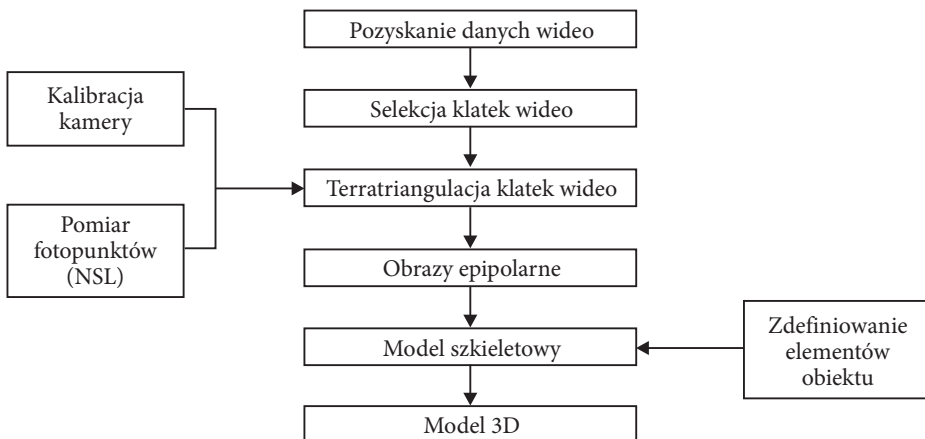 Pozyskanie danych wideo
Kalibracja
kamery
Selekcja klatek wideo
Terratriangulacja klatek wideo
Pomiar
fotopunktów
(NSL)
Obrazy epipolarne
Model szkieletowy
Zdefiniowanie
elementów
obiektu
Model 3D